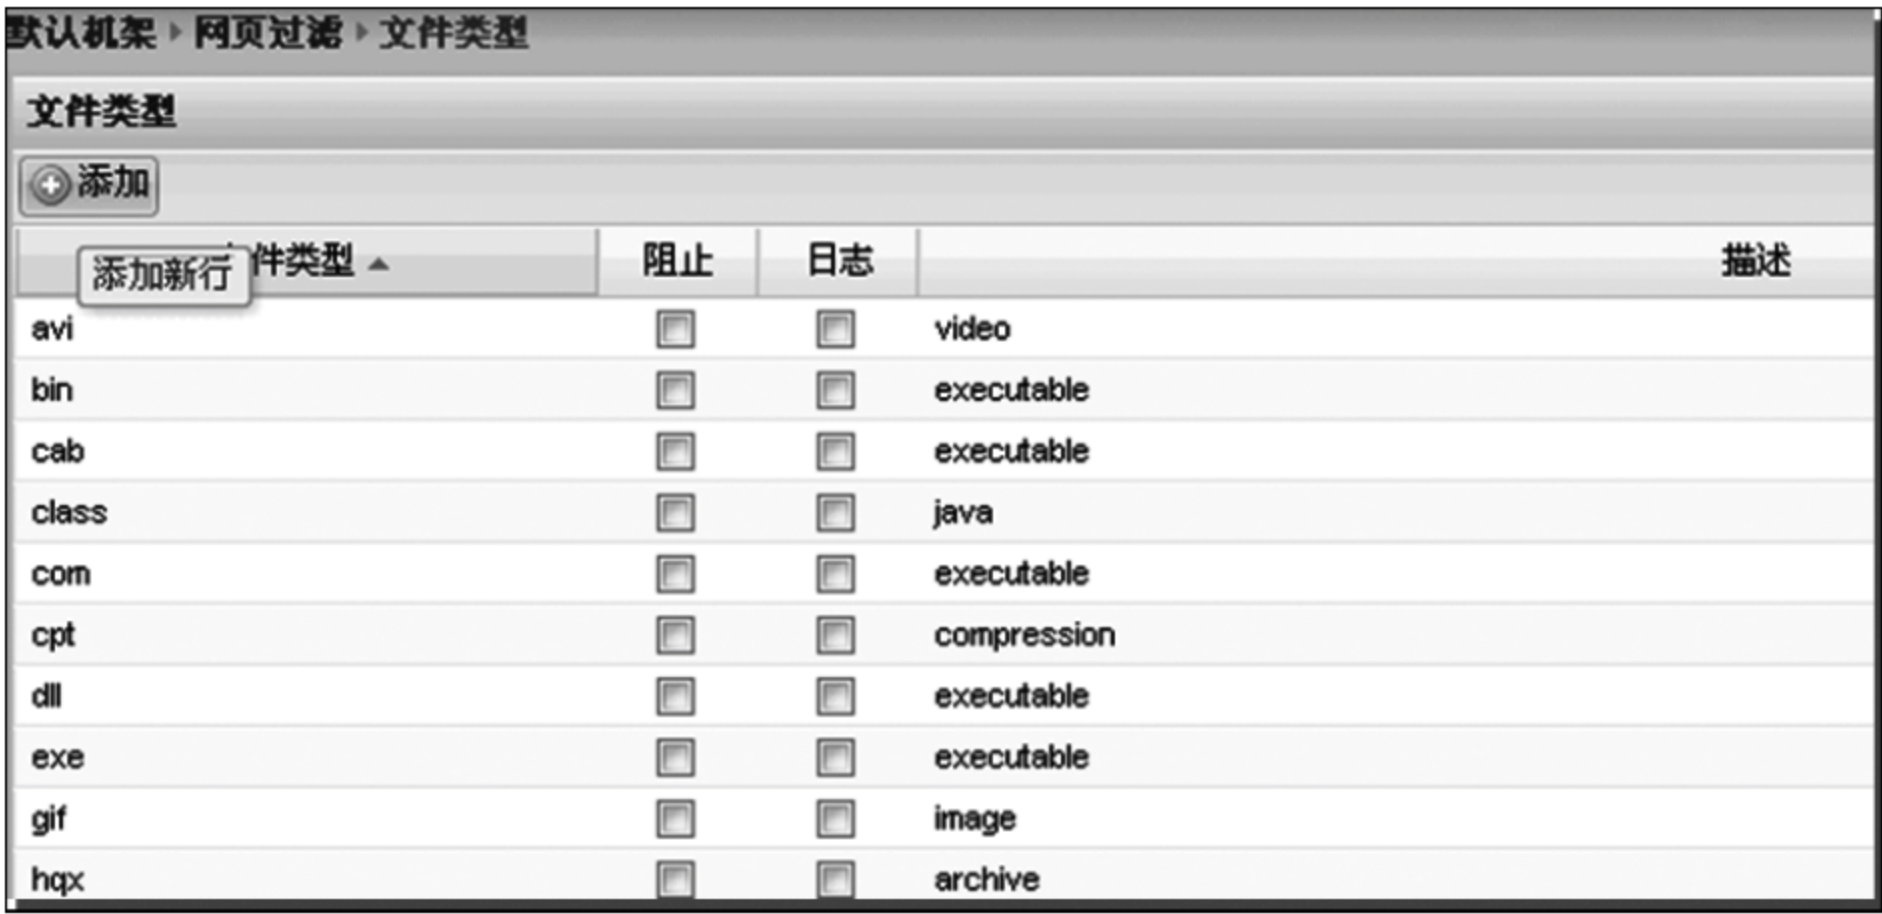 默认机架 网页过滤 文件类型
文件类型
添加
添加新行
件类型 阻止 日志 描述
avi video
bin executable
cab executable
class java
com executable
cpt compression
dll executable
exe executable
gif image
hqx archive